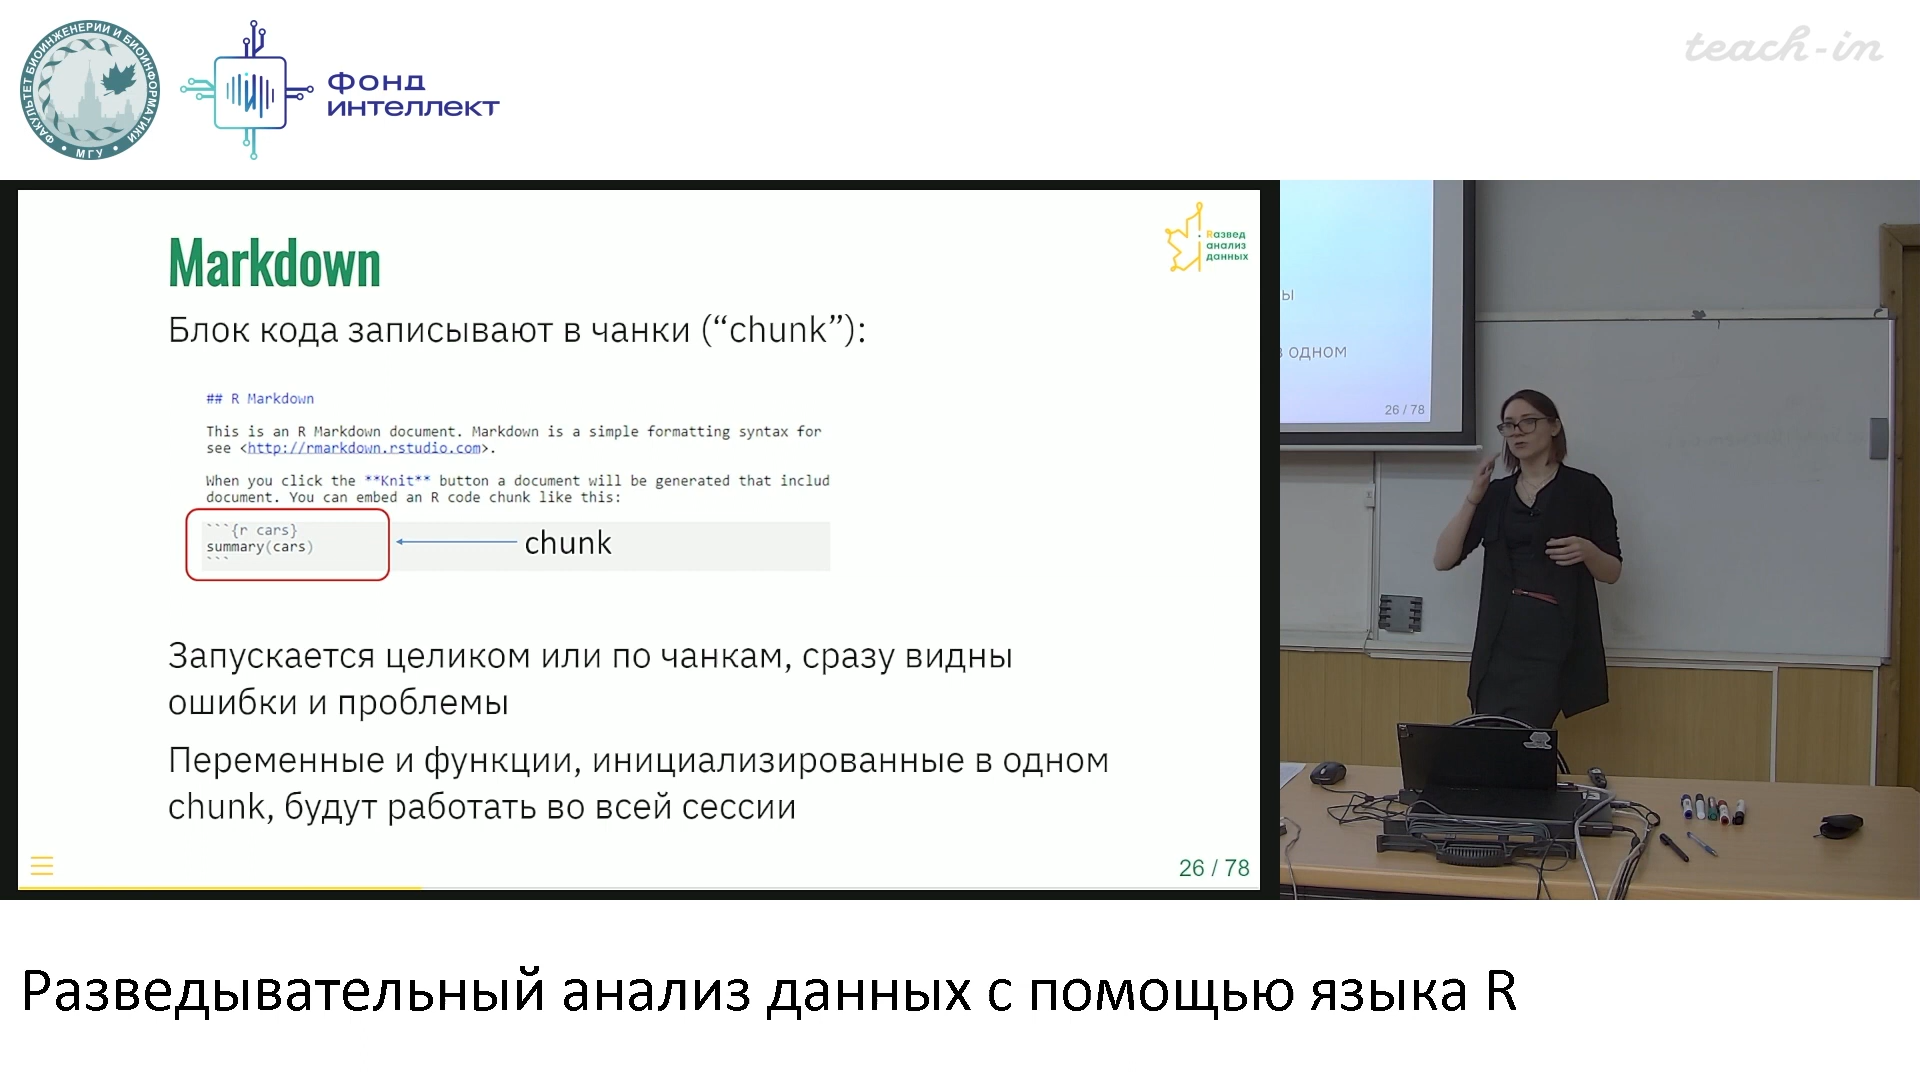 ФАКУЛЬТЕТ БИОИНЖЕНЕРИИ И БИОИНФОРМАТИКИ
МГУ
ФОНД
ИНТЕЛЛЕКТ
teach-in
Markdown
Rазвед
анализ
данных
Блок кода записывают в чанки (“chunk”):
## R Markdown
This is an R Markdown document. Markdown is a simple formatting syntax for
see <http://rmarkdown.rstudio.com>.
When you click the **Knit** button a document will be generated that includ
document. You can embed an R code chunk like this:
```{r cars}
summary(cars)
```
chunk
Запускается целиком или по чанкам, сразу видны
ошибки и проблемы
Переменные и функции, инициализированные в одном
chunk, будут работать во всей сессии
26 / 78
ы
в одном
26 / 78
Разведывательный анализ данных с помощью языка R